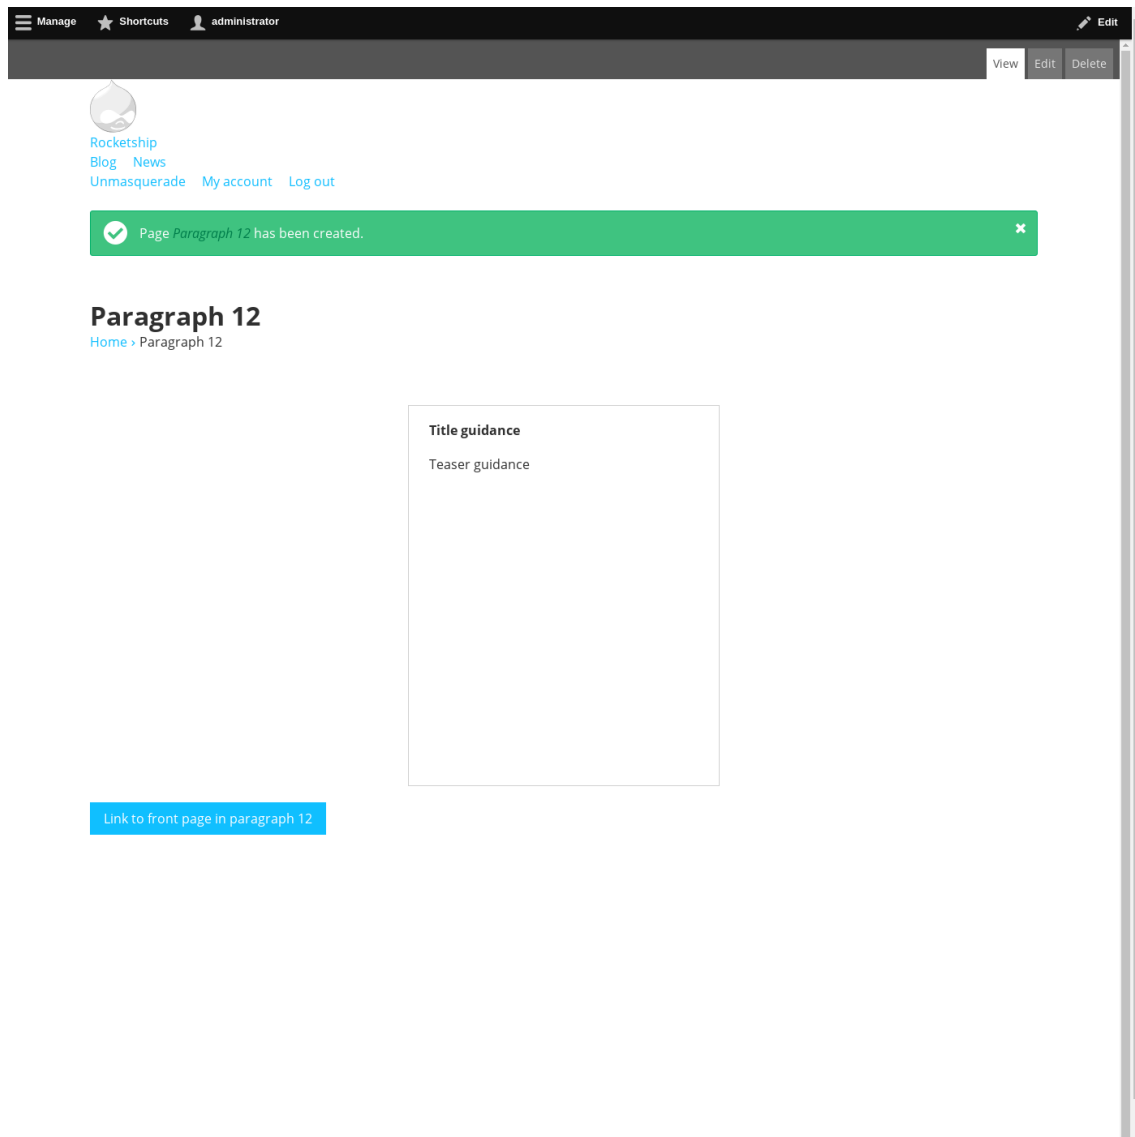 Manage Shortcuts administrator Edit
View Edit Delete
Rocketship
Blog News
Unmasquerade My account Log out
Page Paragraph 12 has been created.
Paragraph 12
Home › Paragraph 12
Title guidance
Teaser guidance
Link to front page in paragraph 12